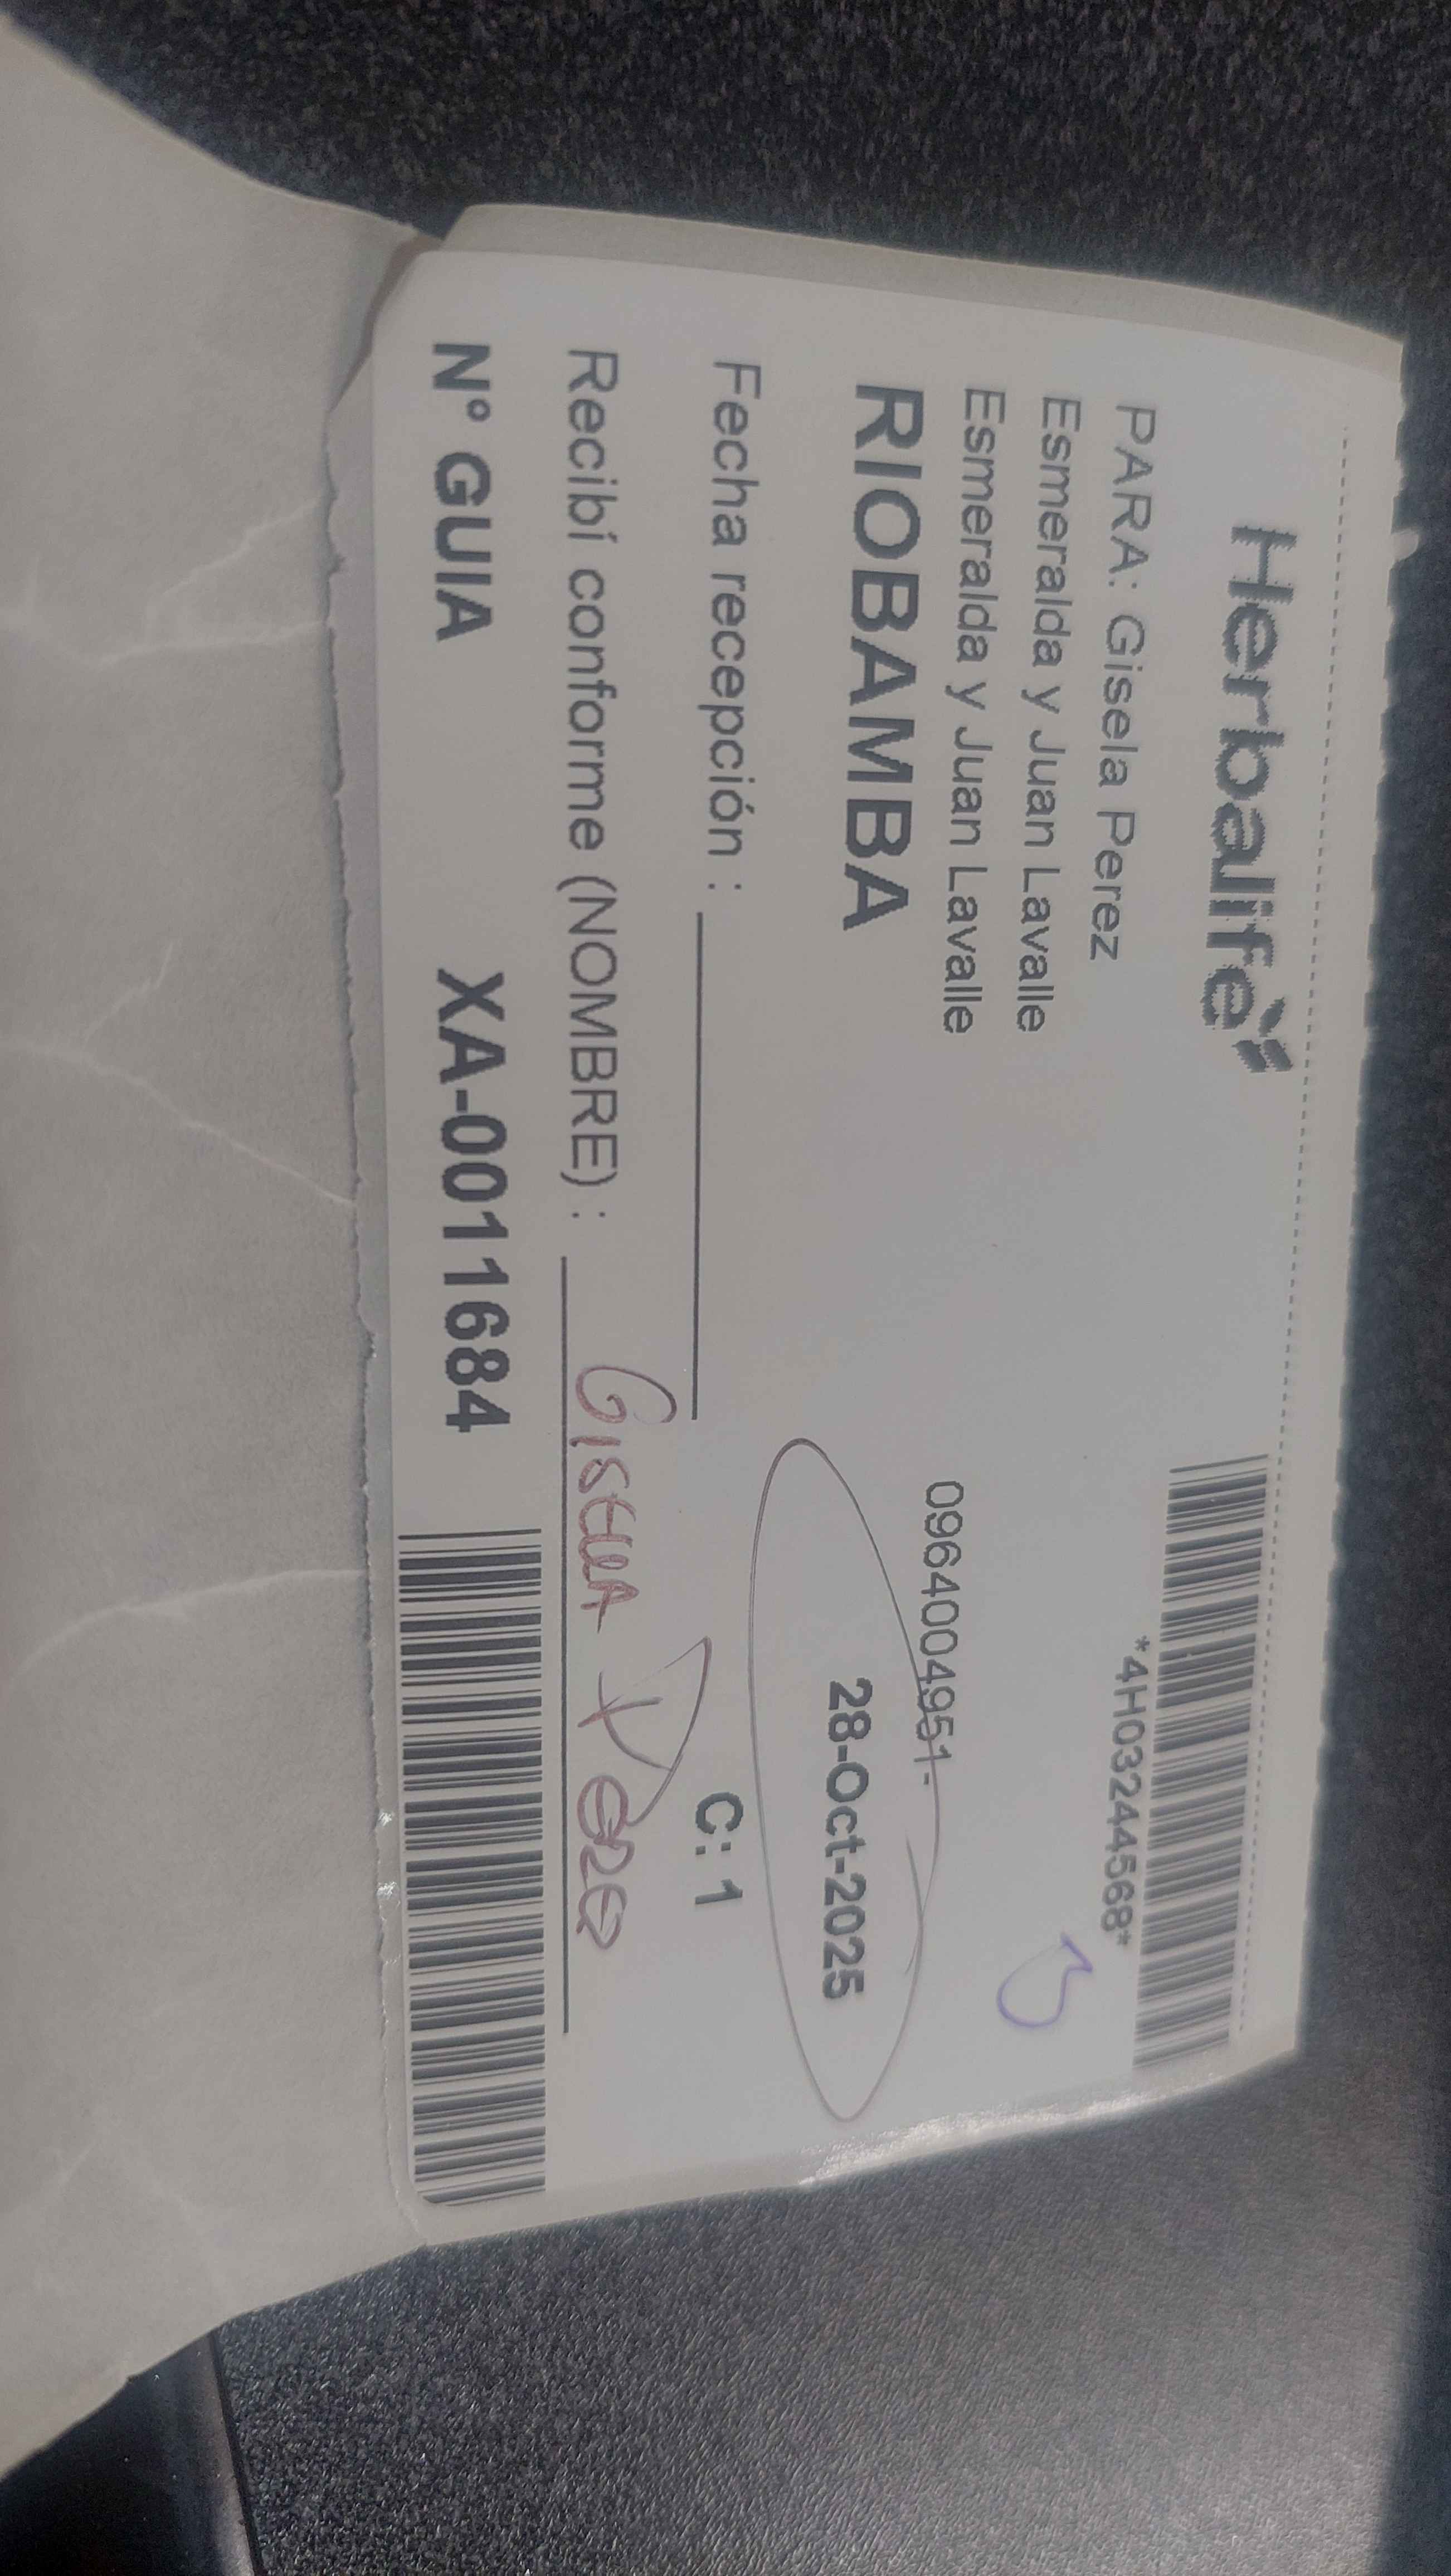 Herbalife
*4H03244568*
PARA: Gisela Perez
Esmeralda y Juan Lavalle
Esmeralda y Juan Lavalle
0964004951-
RIOBAMBA
28-Oct-2025
Fecha recepción :
C: 1
Recibí conforme (NOMBRE) : Gisela Perez
N° GUIA XA-0011684